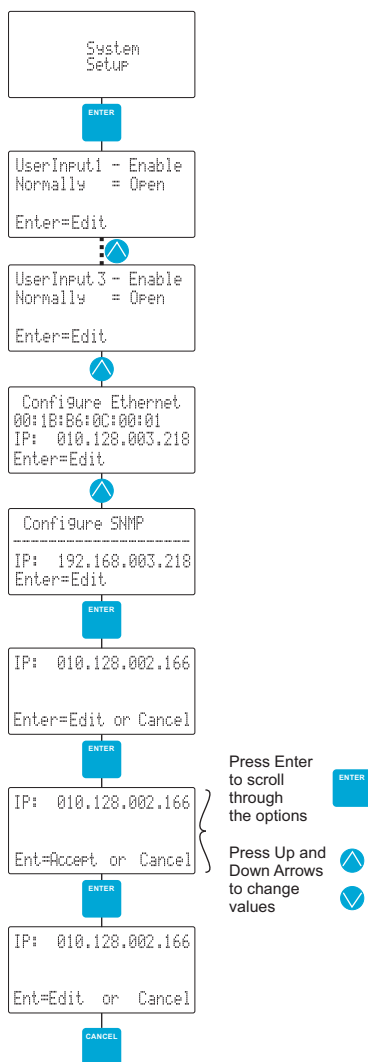 System
Setup
ENTER
UserInput1 - Enable
Normally = Open
Enter=Edit
UserInput3 - Enable
Normally = Open
Enter=Edit
Configure Ethernet
00:1B:B6:0C:00:01
IP: 010.128.003.218
Enter=Edit
Configure SNMP
--------------------
IP: 192.168.003.218
Enter=Edit
ENTER
IP: 010.128.002.166
Enter=Edit or Cancel
ENTER
IP: 010.128.002.166
Ent=Accept or Cancel
Press Enter
to scroll
through
the options
ENTER
Press Up and
Down Arrows
to change
values
ENTER
IP: 010.128.002.166
Ent=Edit or Cancel
CANCEL